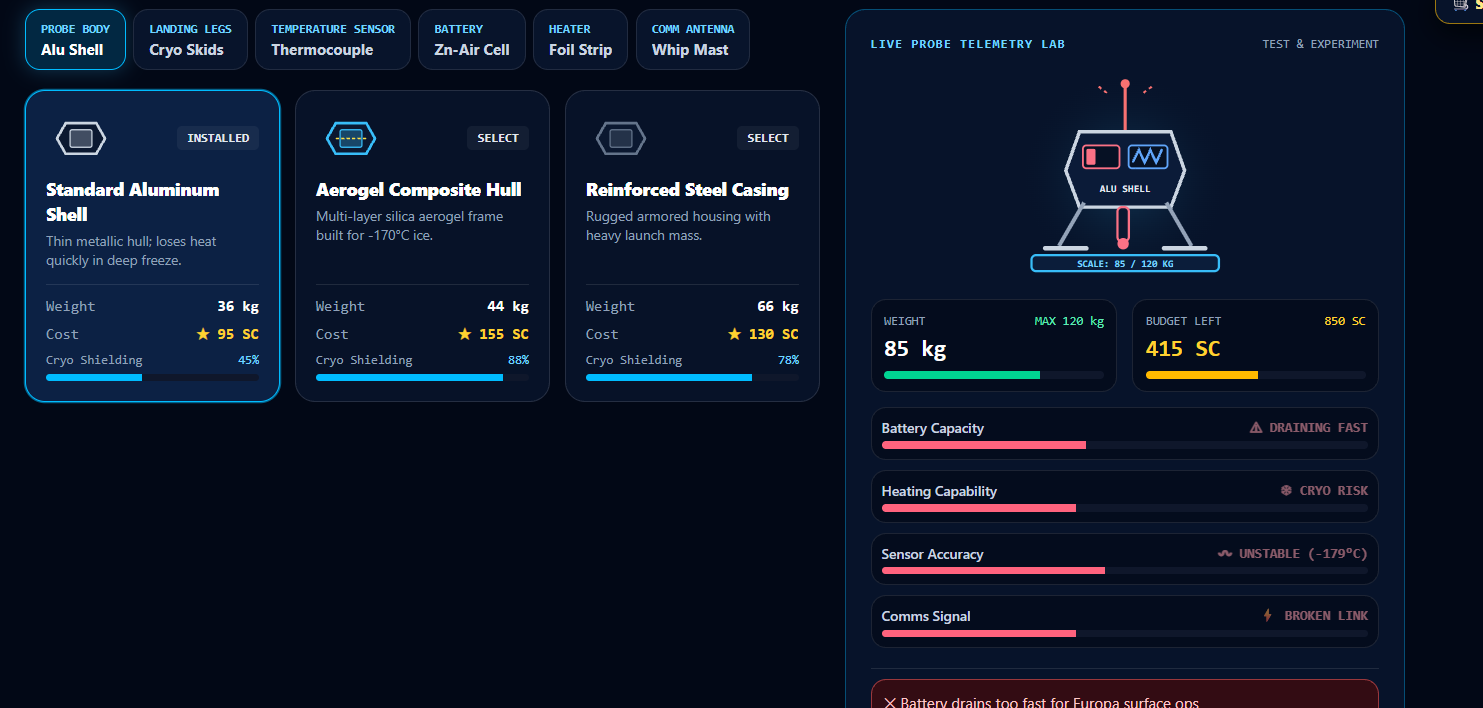 PROBE BODY
Alu Shell
LANDING LEGS
Cryo Skids
TEMPERATURE SENSOR
Thermocouple
BATTERY
Zn-Air Cell
HEATER
Foil Strip
COMM ANTENNA
Whip Mast
INSTALLED
Standard Aluminum
Shell
Thin metallic hull; loses heat
quickly in deep freeze.
Weight 36 kg
Cost ★ 95 SC
Cryo Shielding 45%
SELECT
Aerogel Composite Hull
Multi-layer silica aerogel frame
built for -170°C ice.
Weight 44 kg
Cost ★ 155 SC
Cryo Shielding 88%
SELECT
Reinforced Steel Casing
Rugged armored housing with
heavy launch mass.
Weight 66 kg
Cost ★ 130 SC
Cryo Shielding 78%
LIVE PROBE TELEMETRY LAB TEST & EXPERIMENT
ALU SHELL
SCALE: 85 / 120 KG
WEIGHT MAX 120 kg
85 kg
BUDGET LEFT 850 SC
415 SC
Battery Capacity ⚠ DRAINING FAST
Heating Capability ❄ CRYO RISK
Sensor Accuracy UNSTABLE (-179°C)
Comms Signal ⚡ BROKEN LINK
✕ Battery drains too fast for Europa surface ops